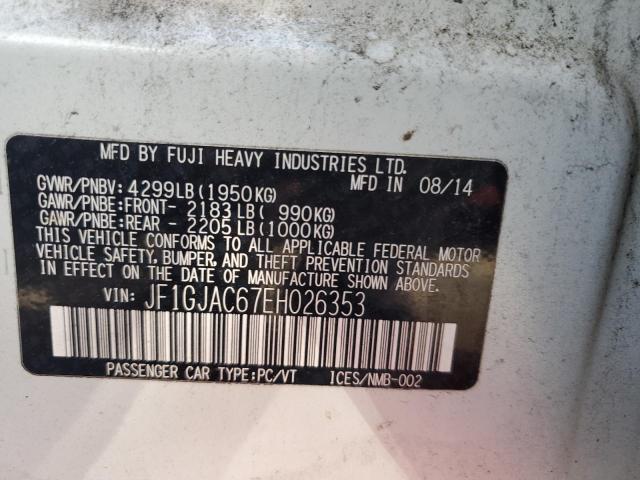 MFD BY FUJI HEAVY INDUSTRIES LTD.
GVWR/PNBV: 4299LB(1950KG) MFD IN 08/14
GAWR/PNBE:FRONT- 2183LB( 990KG)
GAWR/PNBE:REAR - 2205LB(1000KG)
THIS VEHICLE CONFORMS TO ALL APPLICABLE FEDERAL MOTOR
VEHICLE SAFETY, BUMPER, AND THEFT PREVENTION STANDARDS
IN EFFECT ON THE DATE OF MANUFACTURE SHOWN ABOVE.
VIN: JF1GJAC67EH026353
PASSENGER CAR TYPE:PC/VT ICES/NMB-002